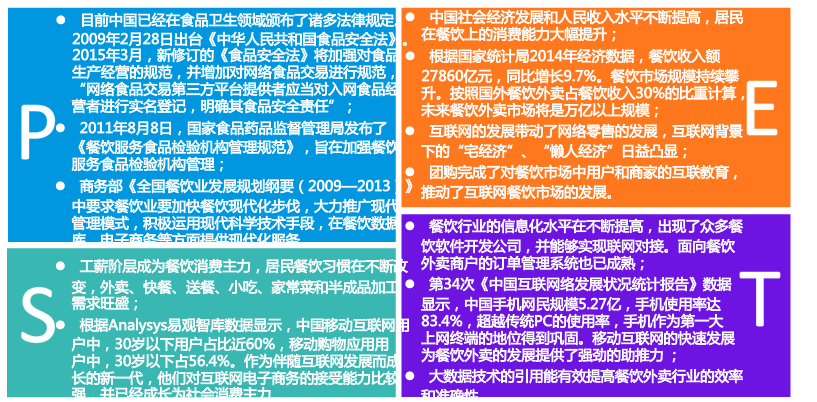 P
● 目前中国已经在食品卫生领域颁布了诸多法律规定
2009年2月28日出台《中华人民共和国食品安全法》。
2015年3月，新修订的《食品安全法》将加强对食品
生产经营的规范，并增加对网络食品交易进行规范，
“网络食品交易第三方平台提供者应当对入网食品经
营者进行实名登记，明确其食品安全责任”；
● 2011年8月8日，国家食品药品监督管理局发布了
《餐饮服务食品检验机构管理规范》，旨在加强餐饮
服务食品检验机构管理；
● 商务部《全国餐饮业发展规划纲要（2009—2013）》
中要求餐饮业要加快餐饮现代化步伐，大力推广现代
管理模式，积极运用现代科学技术手段，在餐饮数据
库、电子商务等方面提供现代化服务
E
● 中国社会经济发展和人民收入水平不断提高，居民
在餐饮上的消费能力大幅提升；
● 根据国家统计局2014年经济数据，餐饮收入额
27860亿元，同比增长9.7%。餐饮市场规模持续攀
升。按照国外餐饮外卖占餐饮收入30%的比重计算，
未来餐饮外卖市场将是万亿以上规模；
● 互联网的发展带动了网络零售的发展，互联网背景
下的“宅经济”、“懒人经济”日益凸显；
● 团购完成了对餐饮市场中用户和商家的互联教育，
推动了互联网餐饮市场的发展。
S
● 工薪阶层成为餐饮消费主力，居民餐饮习惯在不断改
变，外卖、快餐、送餐、小吃、家常菜和半成品加工
需求旺盛；
● 根据Analysys易观智库数据显示，中国移动互联网用
户中，30岁以下用户占比近60%，移动购物应用用
户中，30岁以下占56.4%。作为伴随互联网发展而成
长的新一代，他们对互联网电子商务的接受能力比较
强，并已经成长为社会消费主力
T
● 餐饮行业的信息化水平在不断提高，出现了众多餐
饮软件开发公司，并能够实现联网对接。面向餐饮
外卖商户的订单管理系统也已成熟；
● 第34次《中国互联网络发展状况统计报告》数据
显示，中国手机网民规模5.27亿，手机使用率达
83.4%，超越传统PC的使用率，手机作为第一大
上网终端的地位得到巩固。移动互联网的快速发展
为餐饮外卖的发展提供了强劲的助推力；
● 大数据技术的引用能有效提高餐饮外卖行业的效率
和准确性